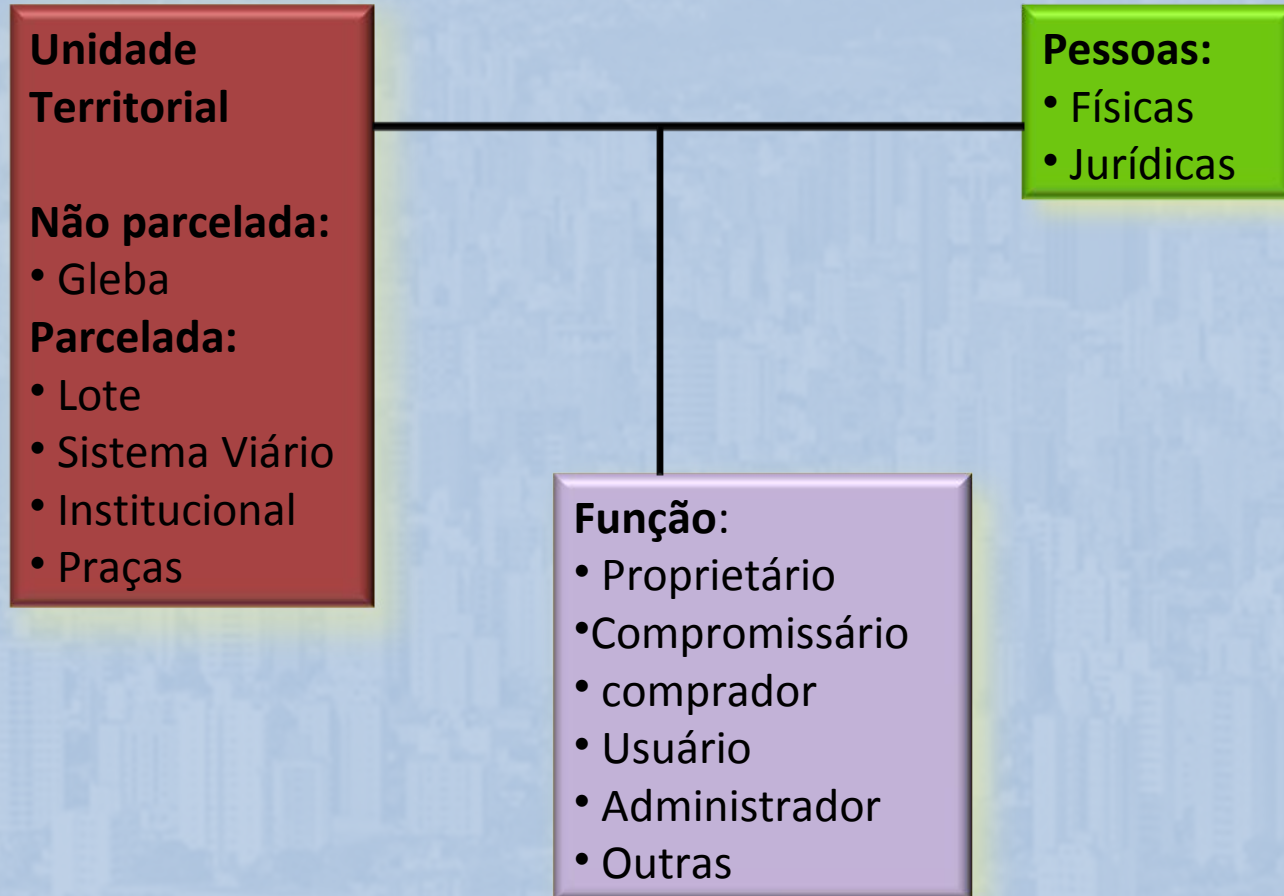 Unidade
Territorial
Não parcelada:
• Gleba
Parcelada:
• Lote
• Sistema Viário
• Institucional
• Praças
Pessoas:
• Físicas
• Jurídicas
Função:
• Proprietário
•Compromissário
• comprador
• Usuário
• Administrador
• Outras